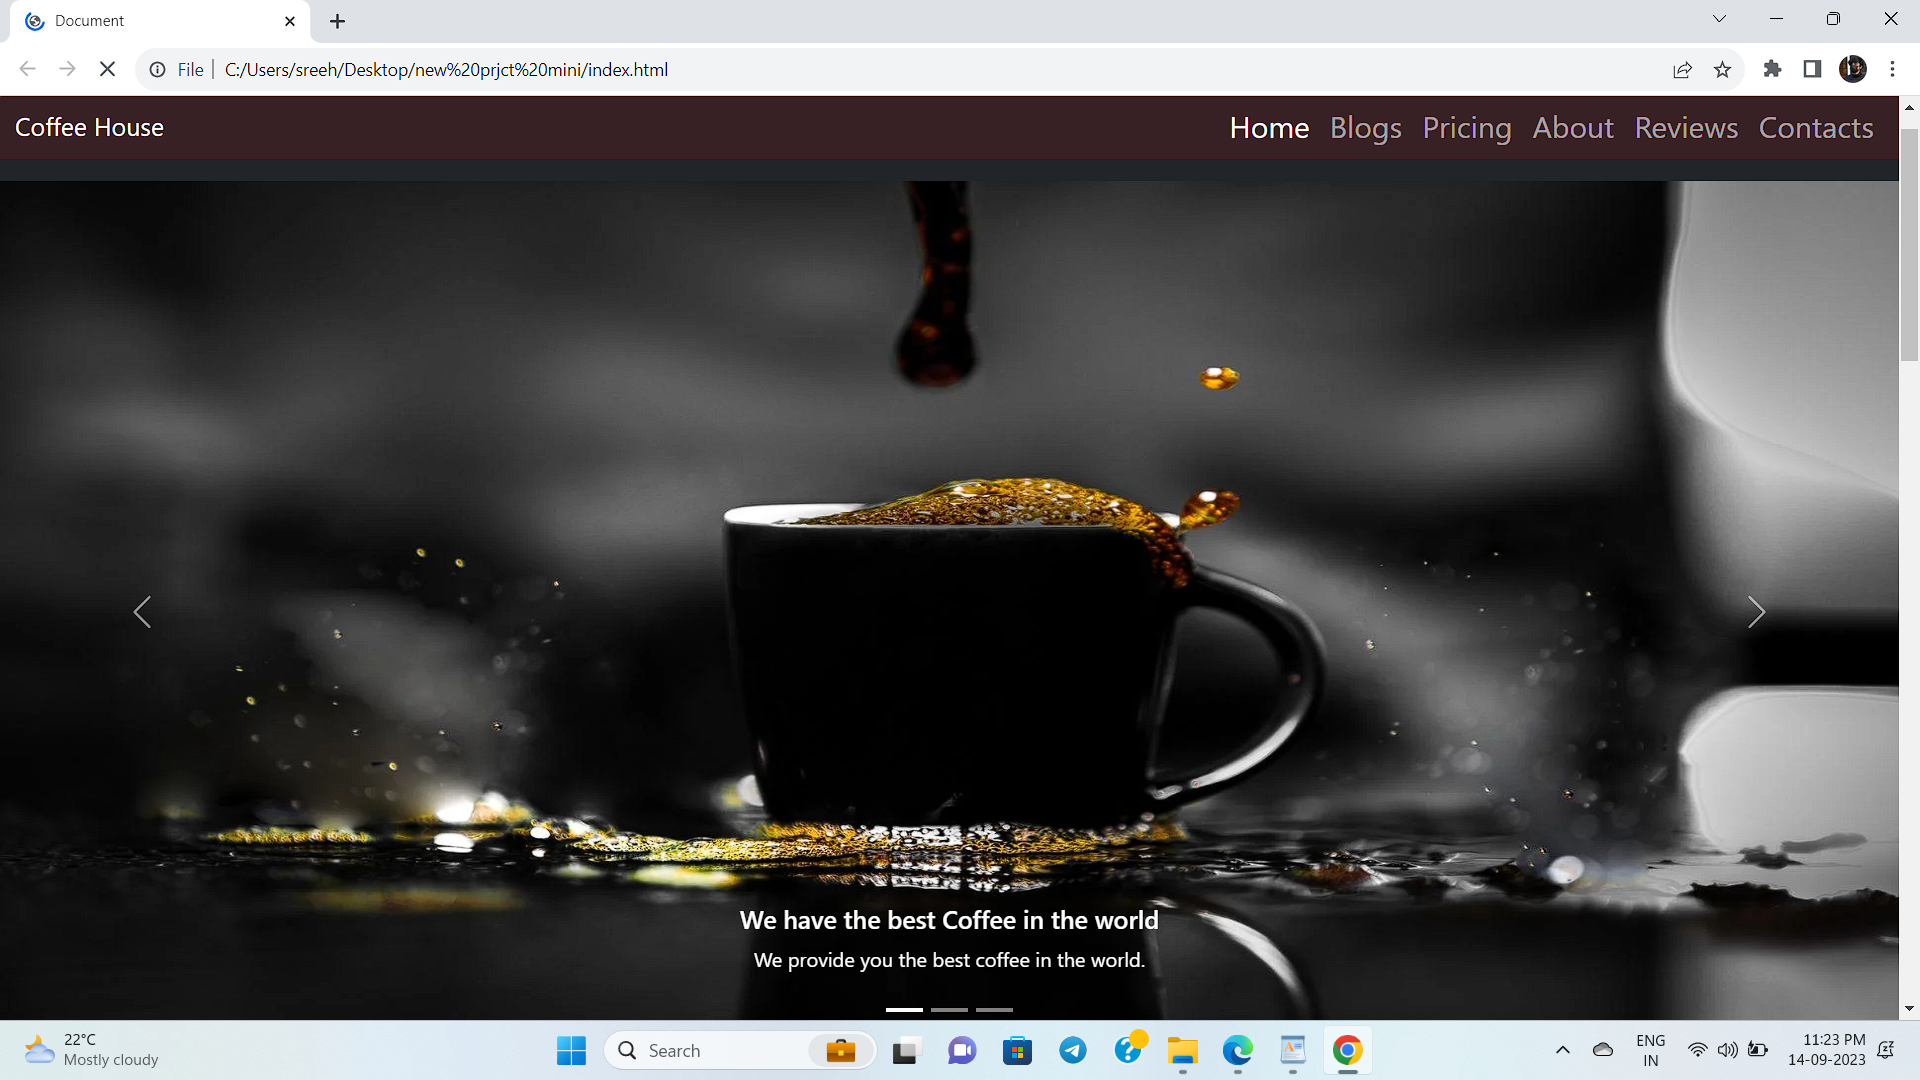 Document
File
C:/Users/sreeh/Desktop/new%20prjct%20mini/index.html
Coffee House
Home Blogs Pricing About Reviews Contacts
We have the best Coffee in the world
We provide you the best coffee in the world.
22°C
Mostly cloudy
Search
ENG
IN
11:23 PM
14-09-2023